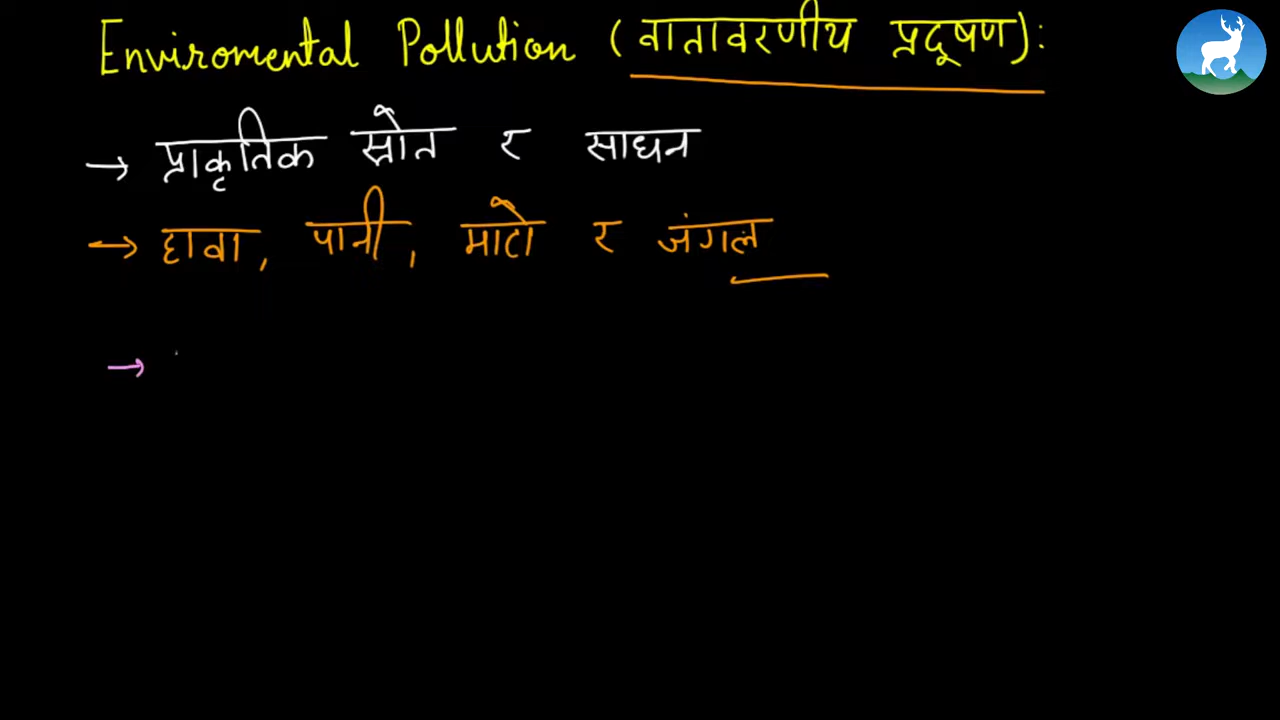 Enviromental Pollution (वातावरणीय प्रदूषण):
→ प्राकृतिक स्रोत र साधन
→ हावा, पानी, माटो र जंगल
→